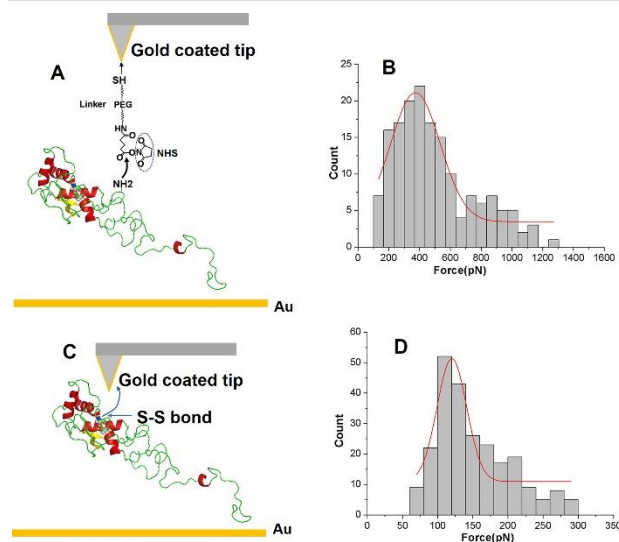 A
Gold coated tip
SH
Linker PEG
HN
O
O
O
N
O
O
NHS
NH2
Au
B
25
20
15
10
5
0
Count
0 200 400 600 800 1000 1200 1400 1600
Force(pN)
C
Gold coated tip
S-S bond
Au
D
60
50
40
30
20
10
0
Count
0 50 100 150 200 250 300 350
Force(pN)